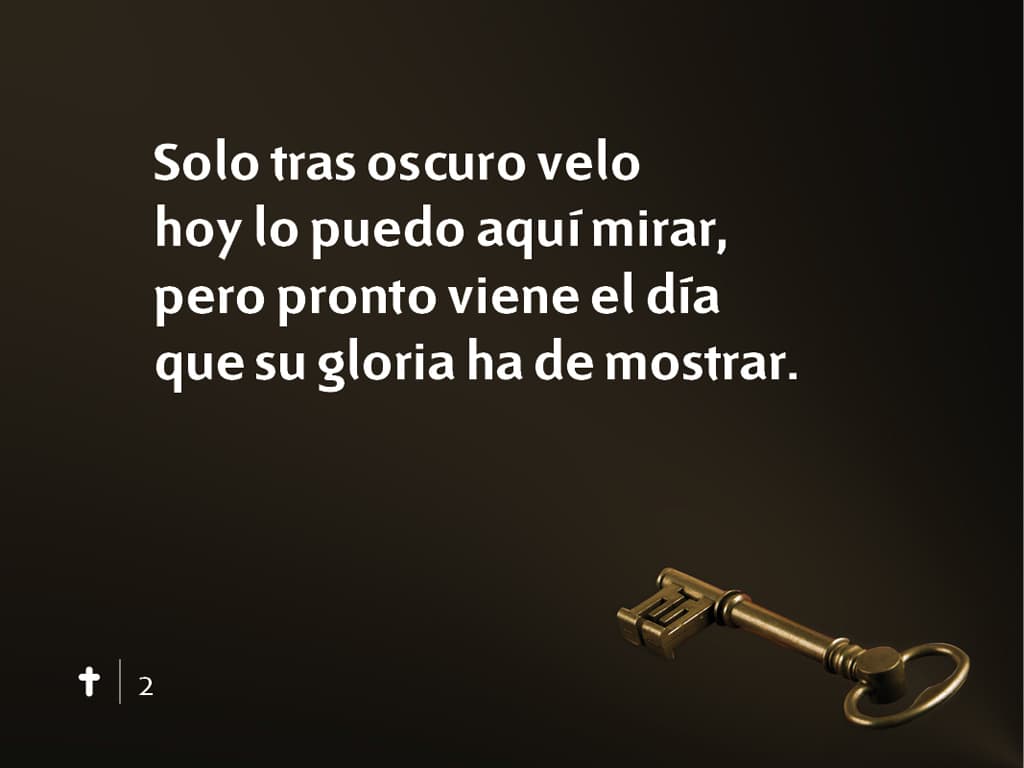 Solo tras oscuro velo
hoy lo puedo aquí mirar,
pero pronto viene el día
que su gloria ha de mostrar.
2